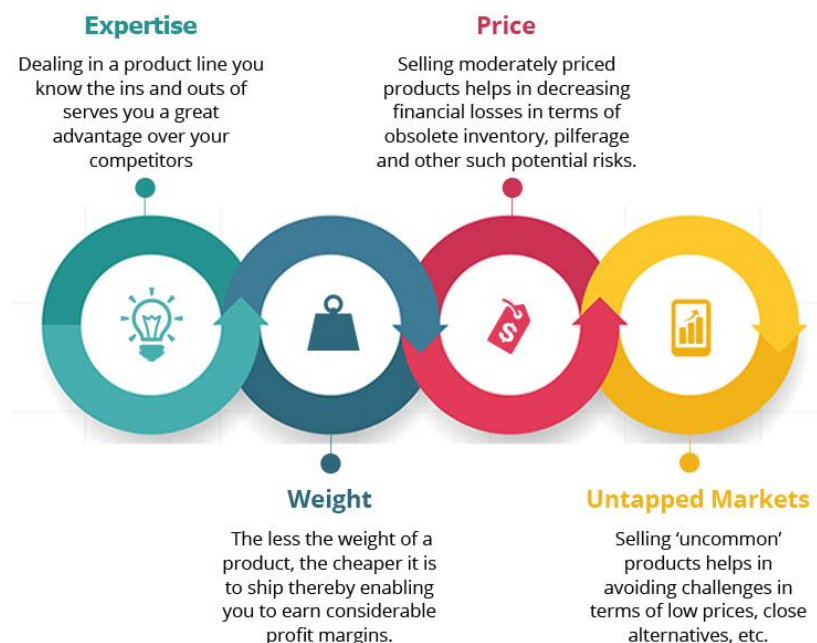 Expertise
Dealing in a product line you
know the ins and outs of
serves you a great
advantage over your
competitors
Price
Selling moderately priced
products helps in decreasing
financial losses in terms of
obsolete inventory, pilferage
and other such potential risks.
$
Weight
The less the weight of a
product, the cheaper it is
to ship thereby enabling
you to earn considerable
profit margins.
Untapped Markets
Selling ‘uncommon’
products helps in
avoiding challenges in
terms of low prices, close
alternatives, etc.